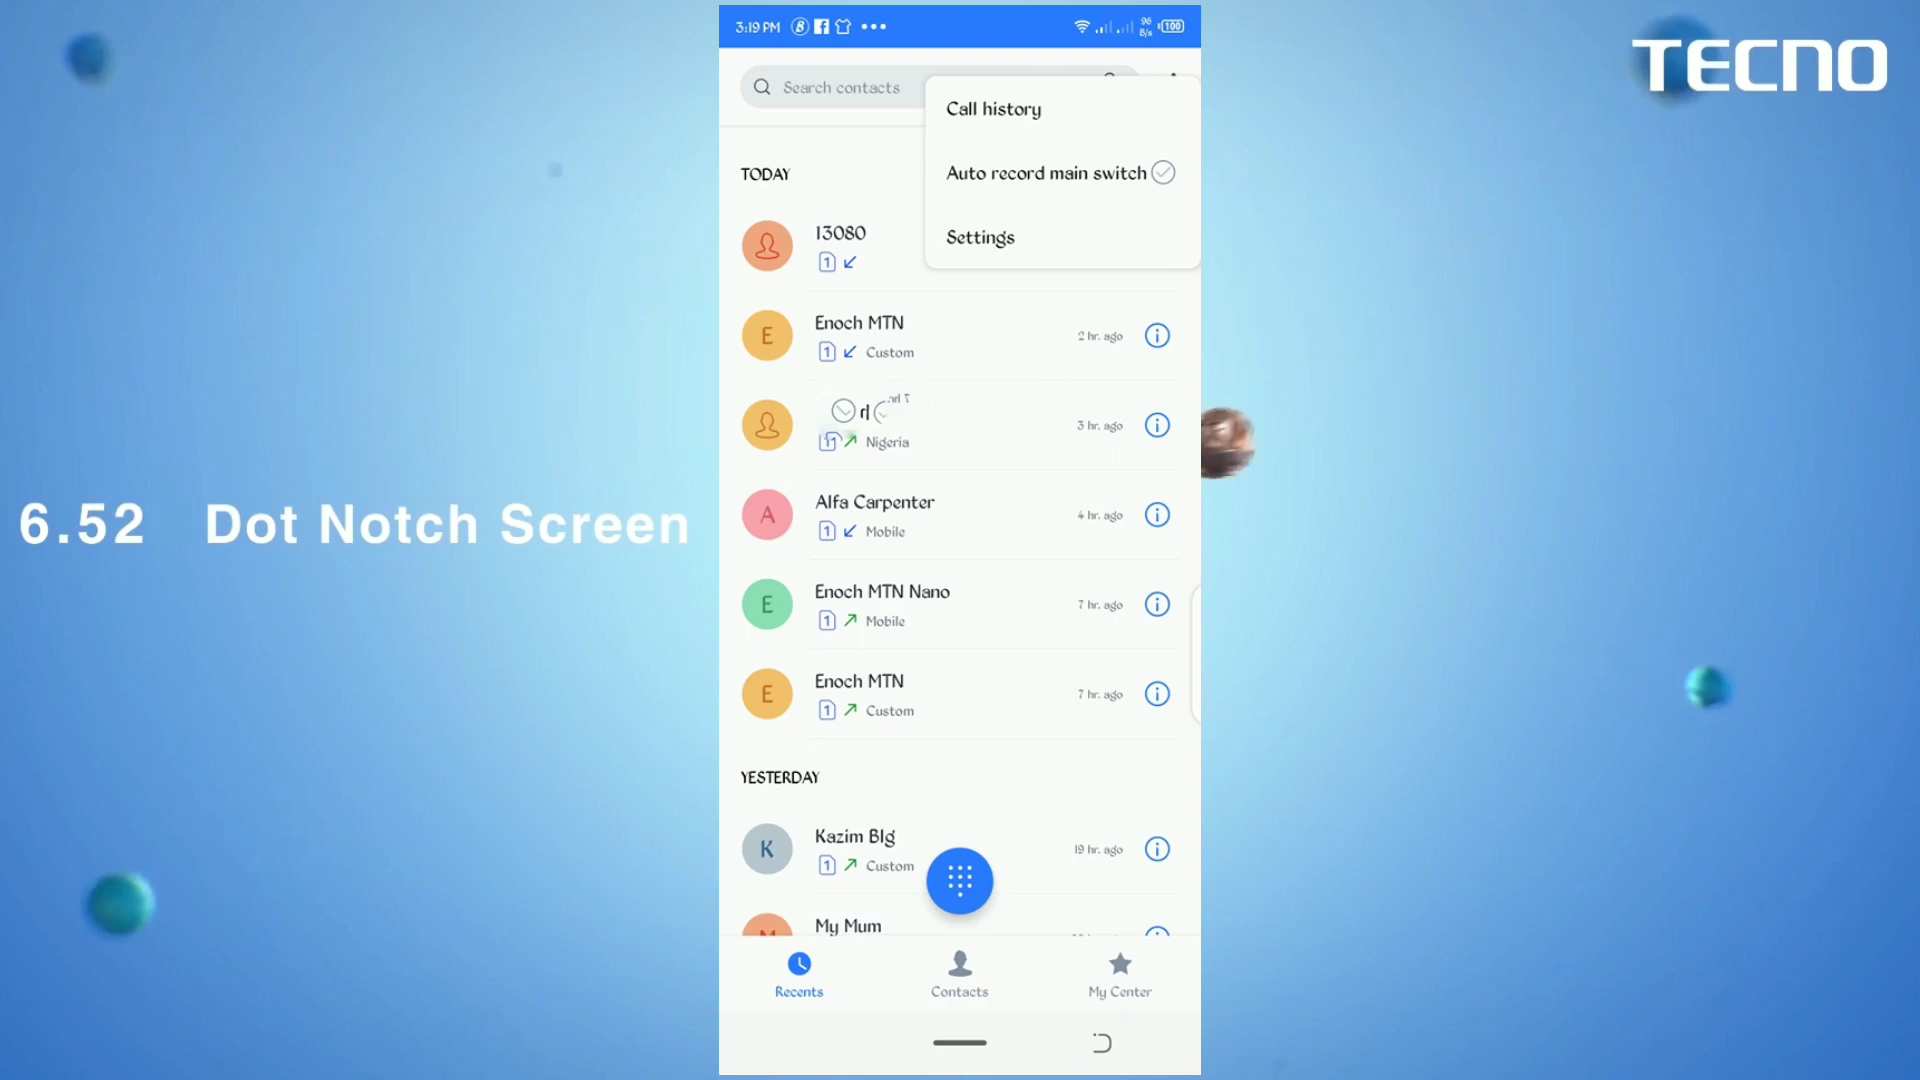 3:19 PM
96
B/s
100
TECNO
Search contacts
Call history
Auto record main switch
Settings
TODAY
13080
1
Enoch MTN
1 Custom
2 hr. ago
1 Nigeria
3 hr. ago
A
Alfa Carpenter
1 Mobile
4 hr. ago
6.52 Dot Notch Screen
E
Enoch MTN Nano
1 Mobile
7 hr. ago
E
Enoch MTN
1 Custom
7 hr. ago
YESTERDAY
K
Kazim BIg
1 Custom
19 hr. ago
My Mum
Recents
Contacts
My Center